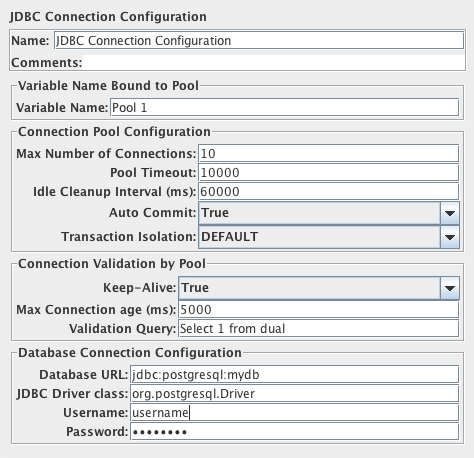 JDBC Connection Configuration
Name: JDBC Connection Configuration
Comments:
Variable Name Bound to Pool
Variable Name: Pool 1
Connection Pool Configuration
Max Number of Connections: 10
Pool Timeout: 10000
Idle Cleanup Interval (ms): 60000
Auto Commit: True
Transaction Isolation: DEFAULT
Connection Validation by Pool
Keep-Alive: True
Max Connection age (ms): 5000
Validation Query: Select 1 from dual
Database Connection Configuration
Database URL: jdbc:postgresql:mydb
JDBC Driver class: org.postgresql.Driver
Username: username
Password: ••••••••